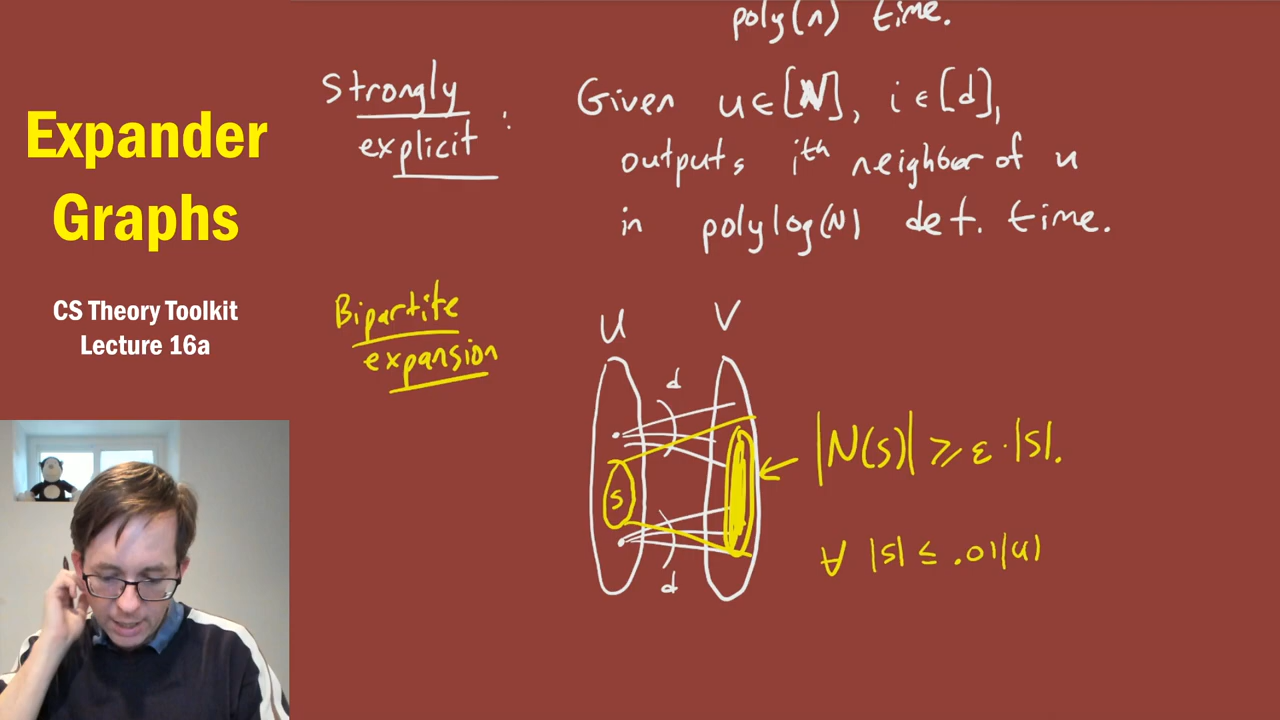 Expander
Graphs
CS Theory Toolkit
Lecture 16a
poly(n) time.
Strongly
explicit :
Given u∈[N], i∈[d],
outputs ith neighbor of u
in polylog(N) det. time.
Bipartite
expansion
U V
d
S
d
|N(S)| ≥ ε·|S|.
∀ |S| ≤ .01|U|